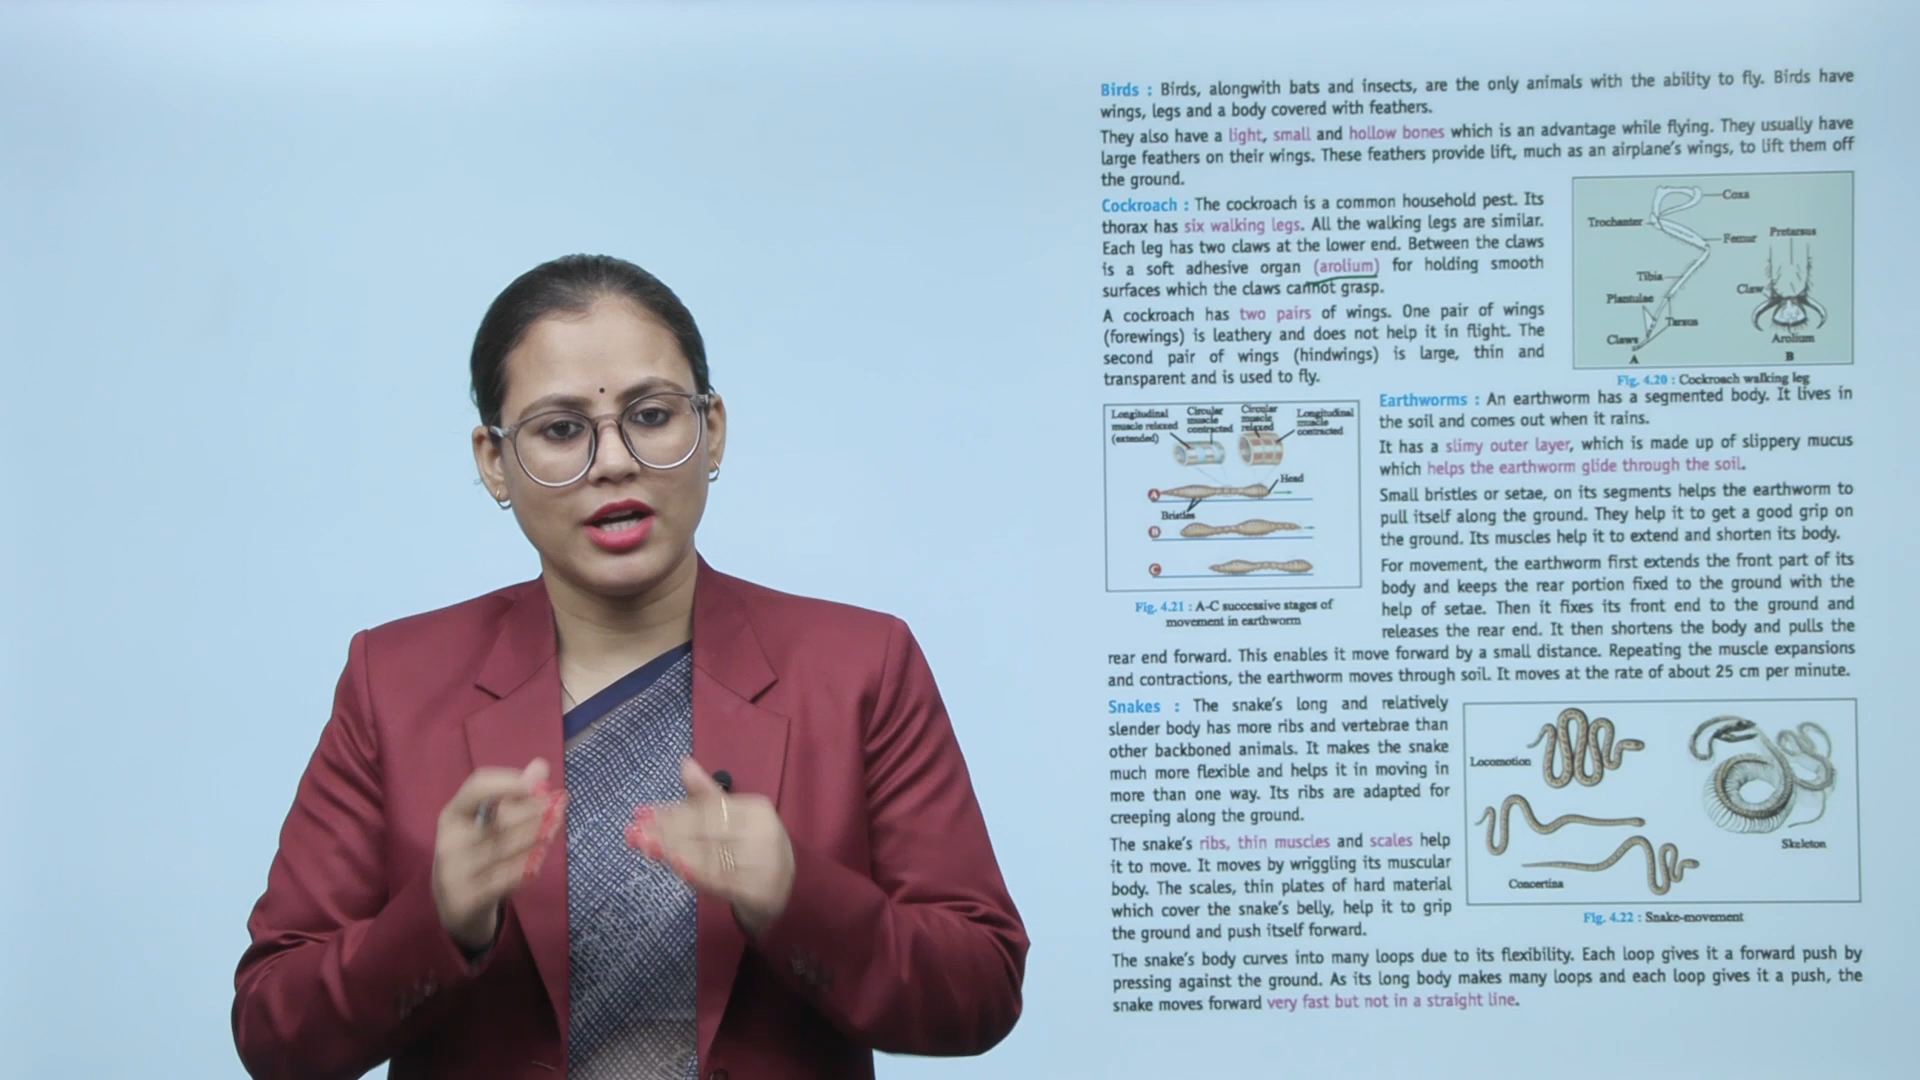 Birds : Birds, alongwith bats and insects, are the only animals with the ability to fly. Birds have
wings, legs and a body covered with feathers.
They also have a light, small and hollow bones which is an advantage while flying. They usually have
large feathers on their wings. These feathers provide lift, much as an airplane's wings, to lift them off
the ground.
Cockroach : The cockroach is a common household pest. Its
thorax has six walking legs. All the walking legs are similar.
Each leg has two claws at the lower end. Between the claws
is a soft adhesive organ (arolium) for holding smooth
surfaces which the claws cannot grasp.
A cockroach has two pairs of wings. One pair of wings
(forewings) is leathery and does not help it in flight. The
second pair of wings (hindwings) is large, thin and
transparent and is used to fly.
Coxa
Trochanter
Femur
Pretarsus
Tibia
Claw
Plantulae
Tarsus
Claws
Arolium
A
B
Fig. 4.20 : Cockroach walking leg
Longitudinal
muscle relaxed
(extended)
Circular
muscle
contracted
Circular
muscle
relaxed
Longitudinal
muscle
contracted
Head
A
Bristles
B
C
Fig. 4.21 : A-C successive stages of
movement in earthworm
Earthworms : An earthworm has a segmented body. It lives in
the soil and comes out when it rains.
It has a slimy outer layer, which is made up of slippery mucus
which helps the earthworm glide through the soil.
Small bristles or setae, on its segments helps the earthworm to
pull itself along the ground. They help it to get a good grip on
the ground. Its muscles help it to extend and shorten its body.
For movement, the earthworm first extends the front part of its
body and keeps the rear portion fixed to the ground with the
help of setae. Then it fixes its front end to the ground and
releases the rear end. It then shortens the body and pulls the
rear end forward. This enables it move forward by a small distance. Repeating the muscle expansions
and contractions, the earthworm moves through soil. It moves at the rate of about 25 cm per minute.
Snakes : The snake's long and relatively
slender body has more ribs and vertebrae than
other backboned animals. It makes the snake
much more flexible and helps it in moving in
more than one way. Its ribs are adapted for
creeping along the ground.
The snake's ribs, thin muscles and scales help
it to move. It moves by wriggling its muscular
body. The scales, thin plates of hard material
which cover the snake's belly, help it to grip
the ground and push itself forward.
Locomotion
Skeleton
Concertina
Fig. 4.22 : Snake-movement
The snake's body curves into many loops due to its flexibility. Each loop gives it a forward push by
pressing against the ground. As its long body makes many loops and each loop gives it a push, the
snake moves forward very fast but not in a straight line.